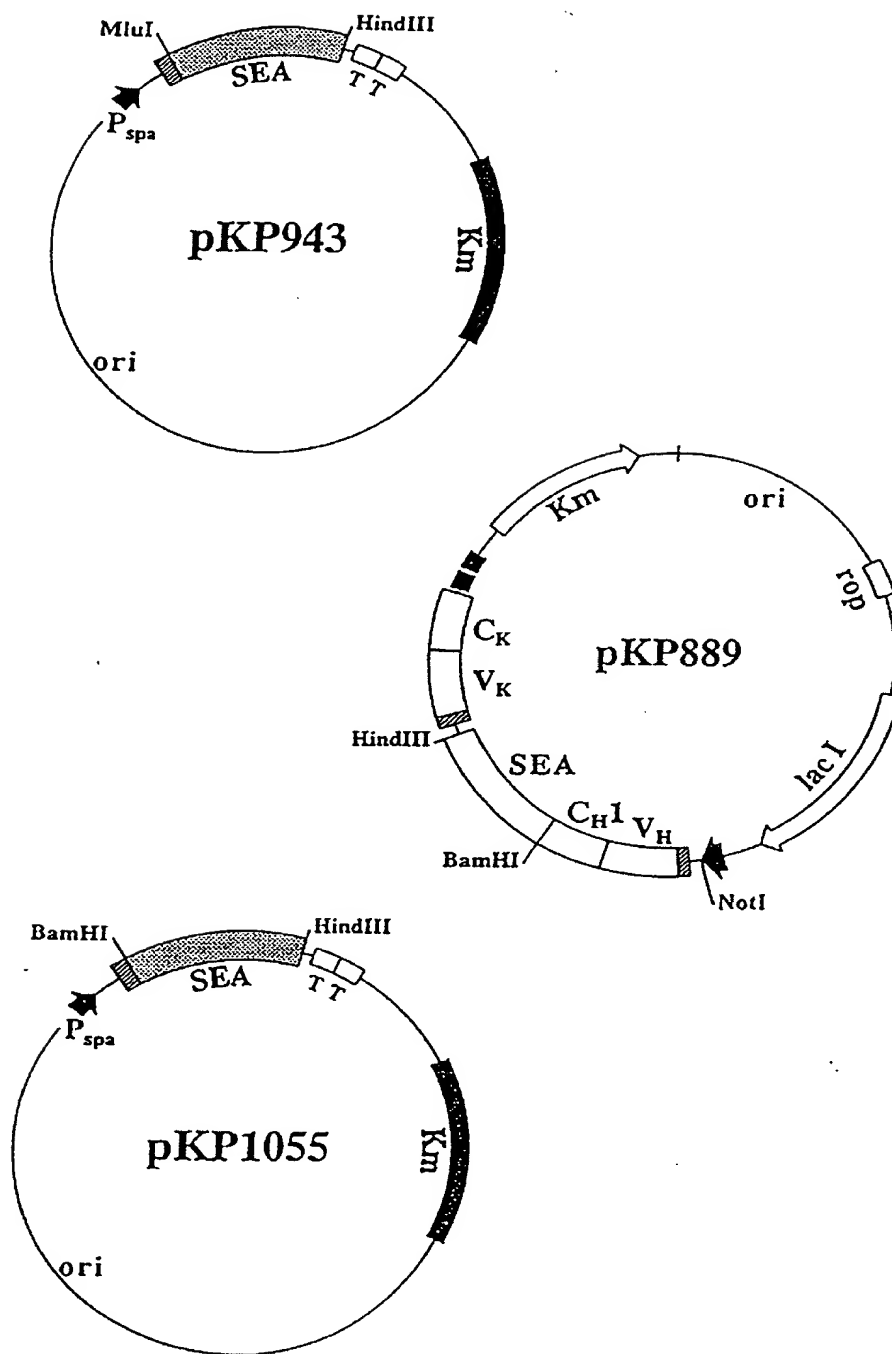 MluI
HindIII
SEA
T T
P_spa
Km
pKP943
ori
Km
ori
rop
C_K
pKP889
V_K
HindIII
SEA
lac I
C_H1
V_H
BamHI
NotI
BamHI
HindIII
SEA
T T
P_spa
Km
pKP1055
ori